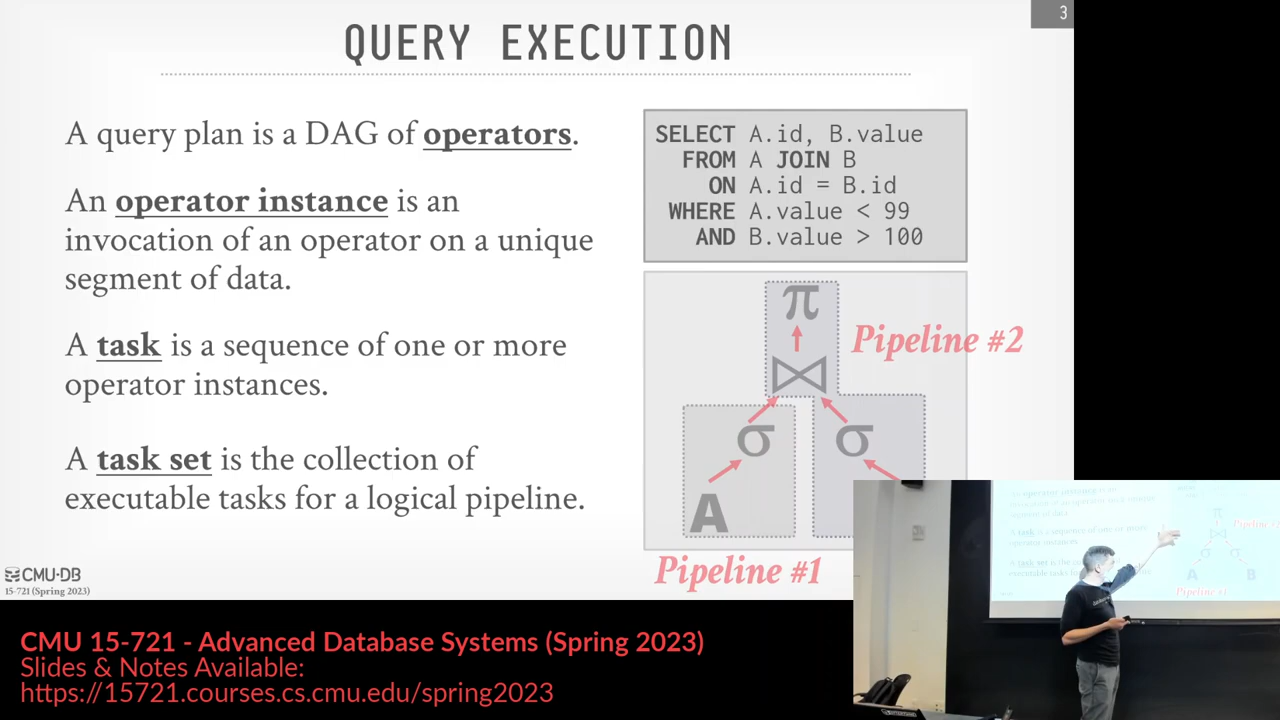 3
QUERY EXECUTION
A query plan is a DAG of operators.
An operator instance is an
invocation of an operator on a unique
segment of data.
A task is a sequence of one or more
operator instances.
A task set is the collection of
executable tasks for a logical pipeline.
SELECT A.id, B.value
FROM A JOIN B
ON A.id = B.id
WHERE A.value < 99
AND B.value > 100
π
Pipeline #2
⋈
σ σ
A
Pipeline #1
CMU·DB
15-721 (Spring 2023)
π
Pipeline #2
⋈
σ σ
A B
Pipeline #1
CMU 15-721 - Advanced Database Systems (Spring 2023)
Slides & Notes Available:
https://15721.courses.cs.cmu.edu/spring2023